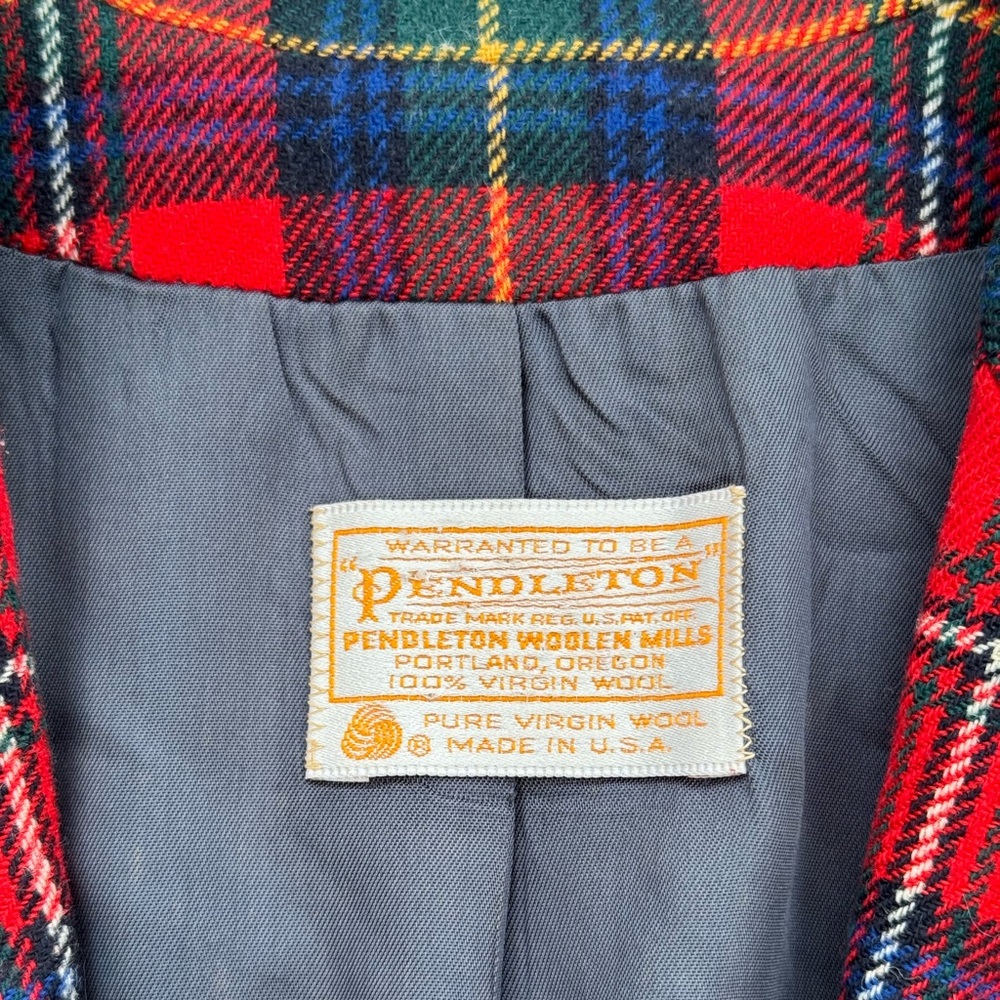 WARRANTED TO BE A
"PENDLETON"
TRADE MARK REG. U.S. PAT. OFF.
PENDLETON WOOLEN MILLS
PORTLAND, OREGON
100% VIRGIN WOOL
PURE VIRGIN WOOL
® MADE IN U.S.A.